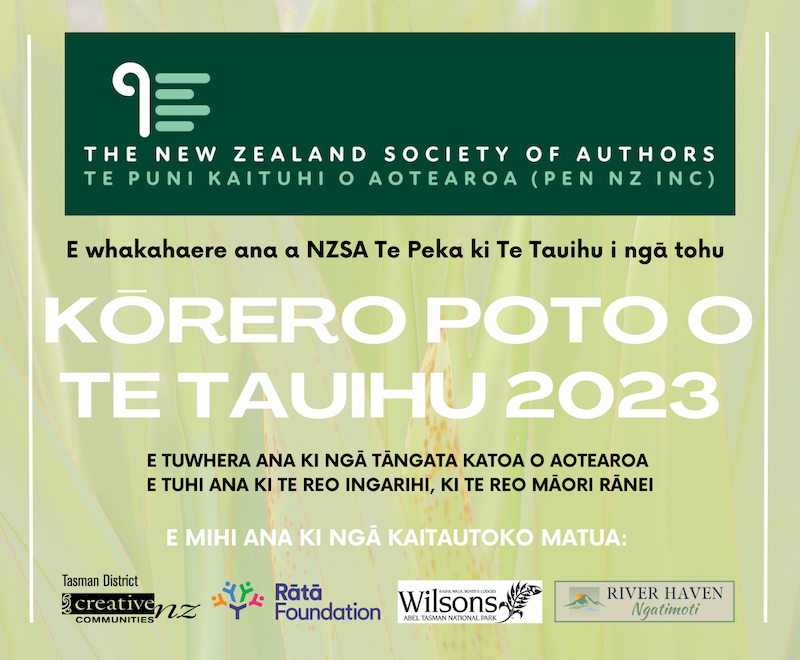 THE NEW ZEALAND SOCIETY OF AUTHORS
TE PUNI KAITUHI O AOTEAROA (PEN NZ INC)
E whakahaere ana a NZSA Te Peka ki Te Tauihu i ngā tohu
KŌRERO POTO O
TE TAUIHU 2023
E TUWHERA ANA KI NGĀ TĀNGATA KATOA O AOTEAROA
E TUHI ANA KI TE REO INGARIHI, KI TE REO MĀORI RĀNEI
E MIHI ANA KI NGĀ KAITAUTOKO MATUA:
Tasman District
creative nz
COMMUNITIES
Rātā
Foundation
KAYAK, WALK, BOATS & LODGES
Wilsons
ABEL TASMAN NATIONAL PARK
RIVER HAVEN
Ngatimoti